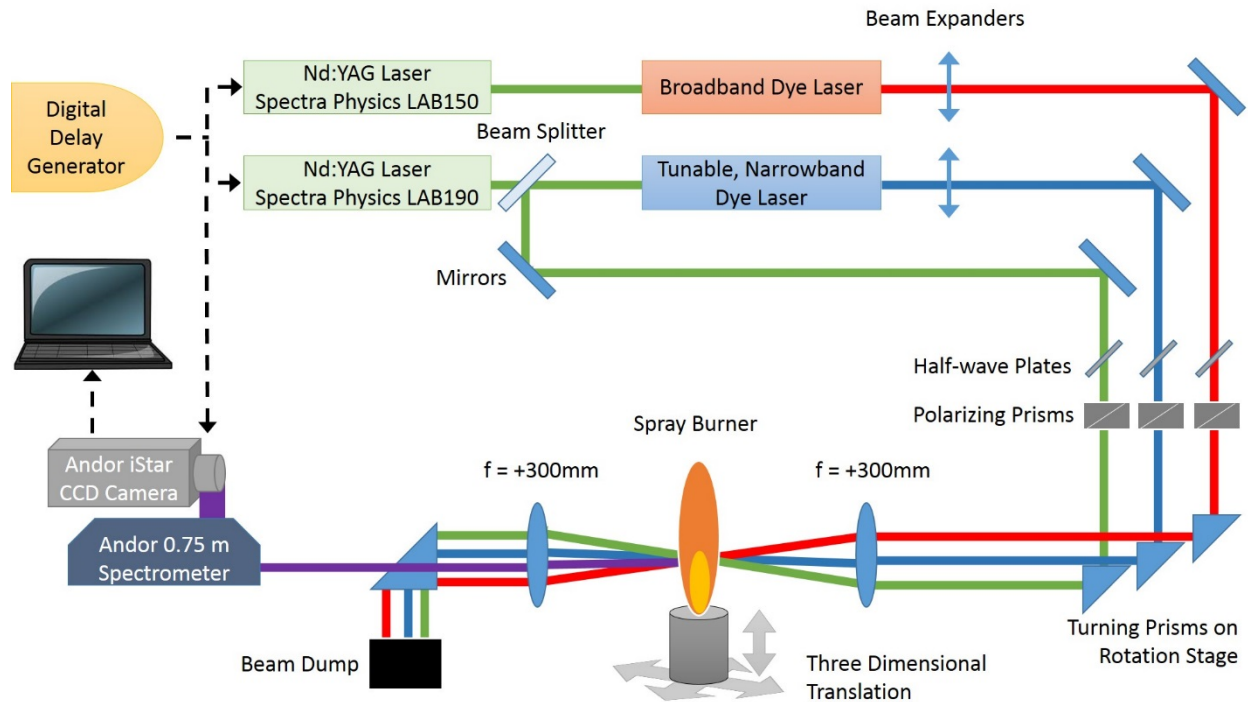 Beam Expanders
Nd:YAG Laser
Spectra Physics LAB150
Broadband Dye Laser
Digital
Delay
Generator
Beam Splitter
Nd:YAG Laser
Spectra Physics LAB190
Tunable, Narrowband
Dye Laser
Mirrors
Half-wave Plates
Polarizing Prisms
Spray Burner
Andor iStar
CCD Camera
f = +300mm
f = +300mm
Andor 0.75 m
Spectrometer
Beam Dump
Turning Prisms on
Rotation Stage
Three Dimensional
Translation